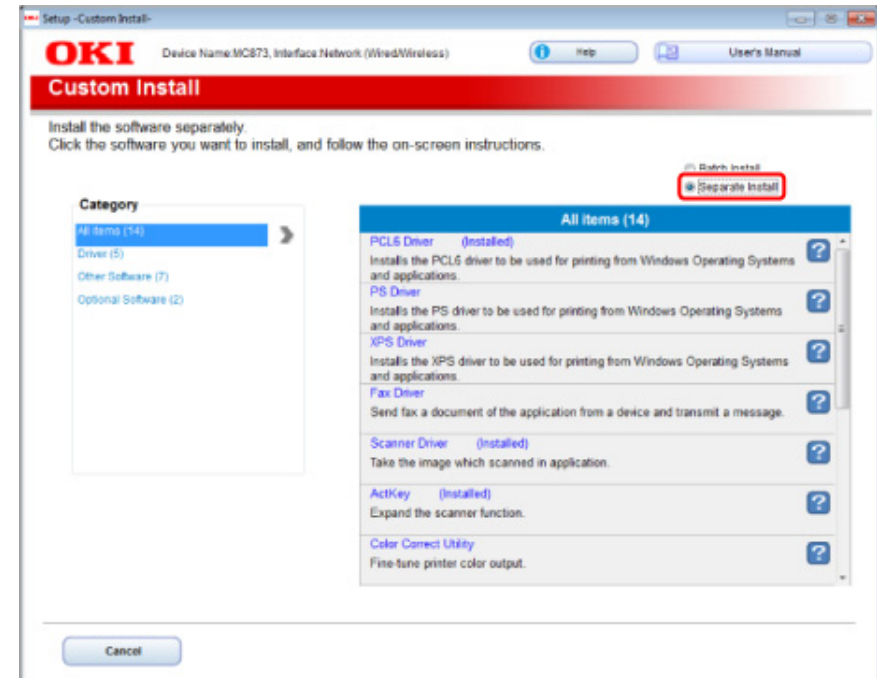 Setup -Custom Install-
OKI
Device Name:MC873, Interface:Network (Wired/Wireless)
Help
User's Manual
Custom Install
Install the software separately.
Click the software you want to install, and follow the on-screen instructions.
Batch Install
Separate Install
Category
All items (14)
Driver (5)
Other Software (7)
Optional Software (2)
All items (14)
PCL6 Driver (Installed)
Installs the PCL6 driver to be used for printing from Windows Operating Systems
and applications.
PS Driver
Installs the PS driver to be used for printing from Windows Operating Systems
and applications.
XPS Driver
Installs the XPS driver to be used for printing from Windows Operating Systems
and applications.
Fax Driver
Send fax a document of the application from a device and transmit a message.
Scanner Driver (Installed)
Take the image which scanned in application.
ActKey (Installed)
Expand the scanner function.
Color Correct Utility
Fine-tune printer color output.
Cancel